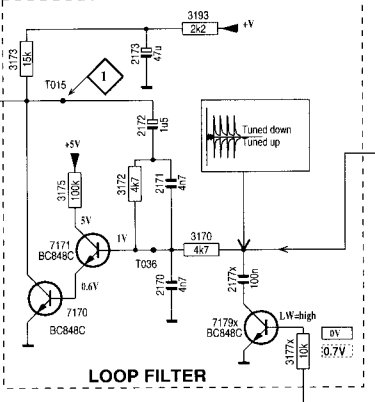 3193
2k2
+V
3173
15k
2173
47u
T015
1
2172
1u5
+5V
3175
100k
3172
4k7
2171
4n7
Tuned down
Tuned up
5V
7171
BC848C
1V
3170
4k7
T036
2170
4n7
2177x
100n
0.6V
7170
BC848C
7179x
BC848C
LW=high
3177x
10k
0V
0.7V
LOOP FILTER